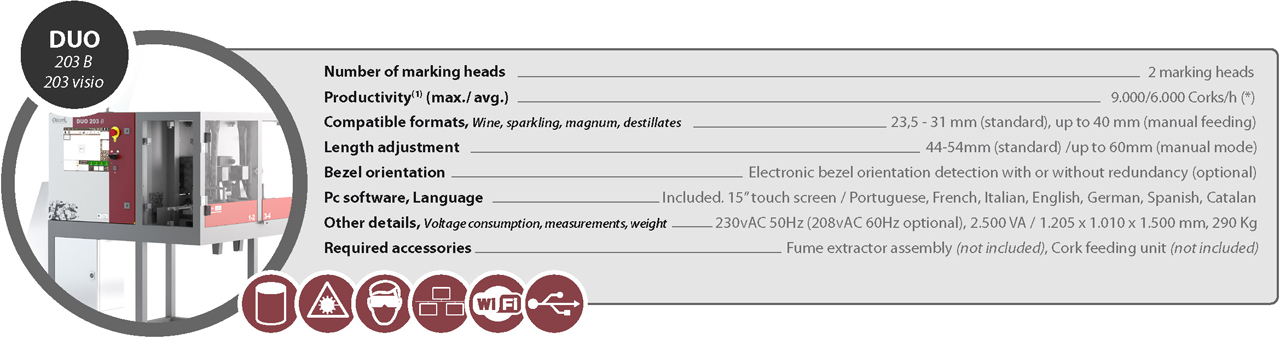 DUO
203 B
203 visio
Number of marking heads 2 marking heads
Productivity(1) (max./ avg.) 9.000/6.000 Corks/h (*)
Compatible formats, Wine, sparkling, magnum, destillates 23,5 - 31 mm (standard), up to 40 mm (manual feeding)
Length adjustment 44-54mm (standard) /up to 60mm (manual mode)
Bezel orientation Electronic bezel orientation detection with or without redundancy (optional)
Pc software, Language Included. 15” touch screen / Portuguese, French, Italian, English, German, Spanish, Catalan
Other details, Voltage consumption, measurements, weight 230vAC 50Hz (208vAC 60Hz optional), 2.500 VA / 1.205 x 1.010 x 1.500 mm, 290 Kg
Required accessories Fume extractor assembly (not included), Cork feeding unit (not included)
DUO 203 B
1-2 3-4
WiFi